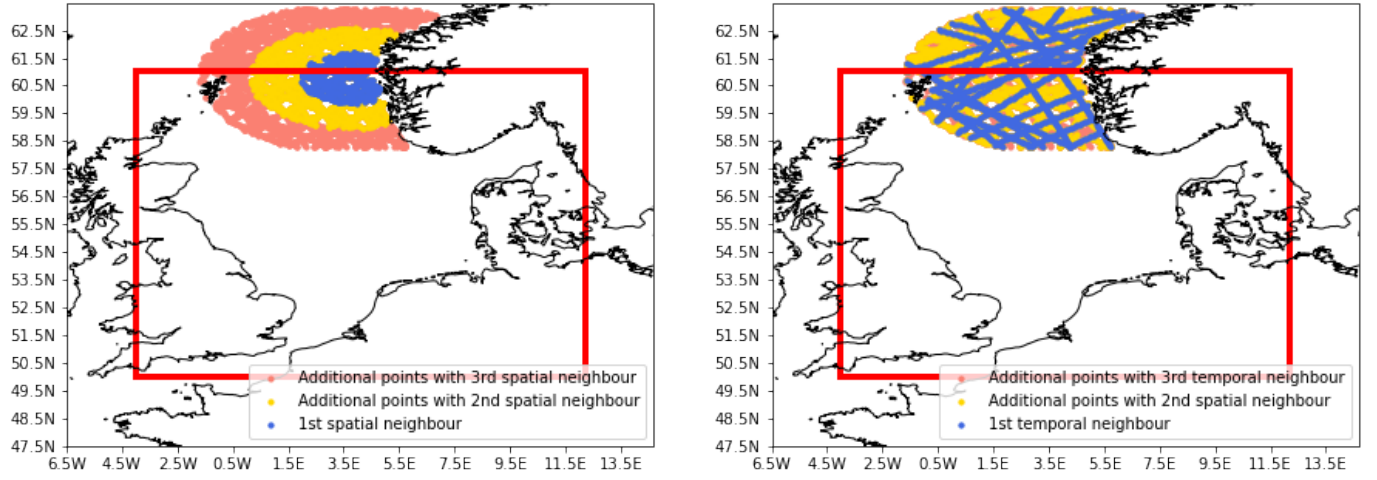 62.5N
61.5N
60.5N
59.5N
58.5N
57.5N
56.5N
55.5N
54.5N
53.5N
52.5N
51.5N
50.5N
49.5N
48.5N
47.5N
6.5W 4.5W 2.5W 0.5W 1.5E 3.5E 5.5E 7.5E 9.5E 11.5E 13.5E
Additional points with 3rd spatial neighbour
Additional points with 2nd spatial neighbour
1st spatial neighbour
62.5N
61.5N
60.5N
59.5N
58.5N
57.5N
56.5N
55.5N
54.5N
53.5N
52.5N
51.5N
50.5N
49.5N
48.5N
47.5N
6.5W 4.5W 2.5W 0.5W 1.5E 3.5E 5.5E 7.5E 9.5E 11.5E 13.5E
Additional points with 3rd temporal neighbour
Additional points with 2nd spatial neighbour
1st temporal neighbour